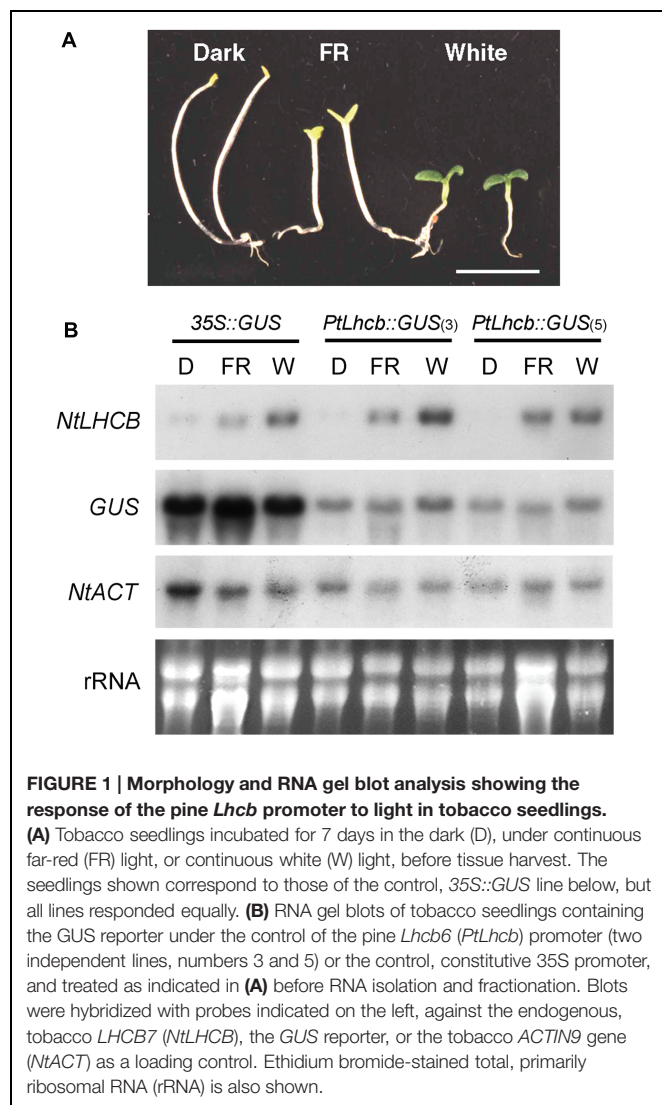 A
Dark FR White
B
35S::GUS PtLhcb::GUS(3) PtLhcb::GUS(5)
D FR W D FR W D FR W
NtLHCB
GUS
NtACT
rRNA
FIGURE 1 | Morphology and RNA gel blot analysis showing the
response of the pine Lhcb promoter to light in tobacco seedlings.
(A) Tobacco seedlings incubated for 7 days in the dark (D), under continuous
far-red (FR) light, or continuous white (W) light, before tissue harvest. The
seedlings shown correspond to those of the control, 35S::GUS line below, but
all lines responded equally. (B) RNA gel blots of tobacco seedlings containing
the GUS reporter under the control of the pine Lhcb6 (PtLhcb) promoter (two
independent lines, numbers 3 and 5) or the control, constitutive 35S promoter,
and treated as indicated in (A) before RNA isolation and fractionation. Blots
were hybridized with probes indicated on the left, against the endogenous,
tobacco LHCB7 (NtLHCB), the GUS reporter, or the tobacco ACTIN9 gene
(NtACT) as a loading control. Ethidium bromide-stained total, primarily
ribosomal RNA (rRNA) is also shown.